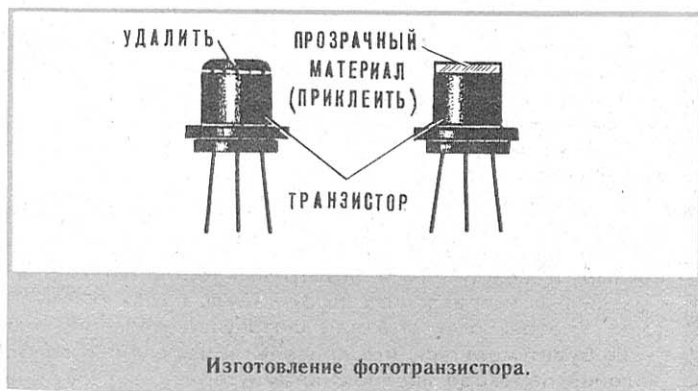 УДАЛИТЬ
ПРОЗРАЧНЫЙ
МАТЕРИАЛ
(ПРИКЛЕИТЬ)
ТРАНЗИСТОР
Изготовление фототранзистора.